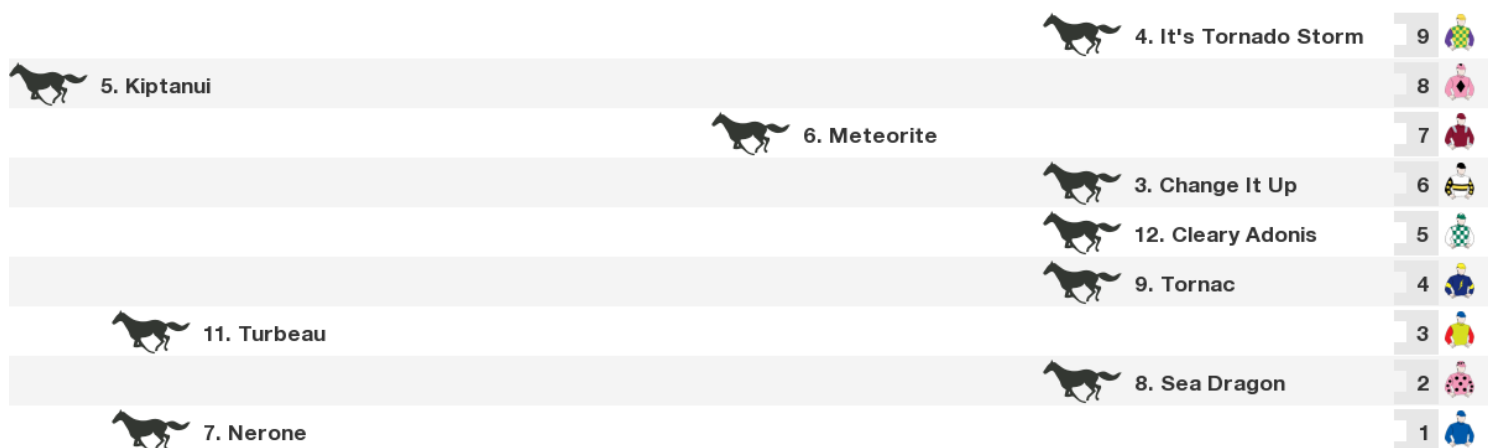 4. It's Tornado Storm 9
5. Kiptanui 8
6. Meteorite 7
3. Change It Up 6
12. Cleary Adonis 5
9. Tornac 4
11. Turbeau 3
8. Sea Dragon 2
7. Nerone 1